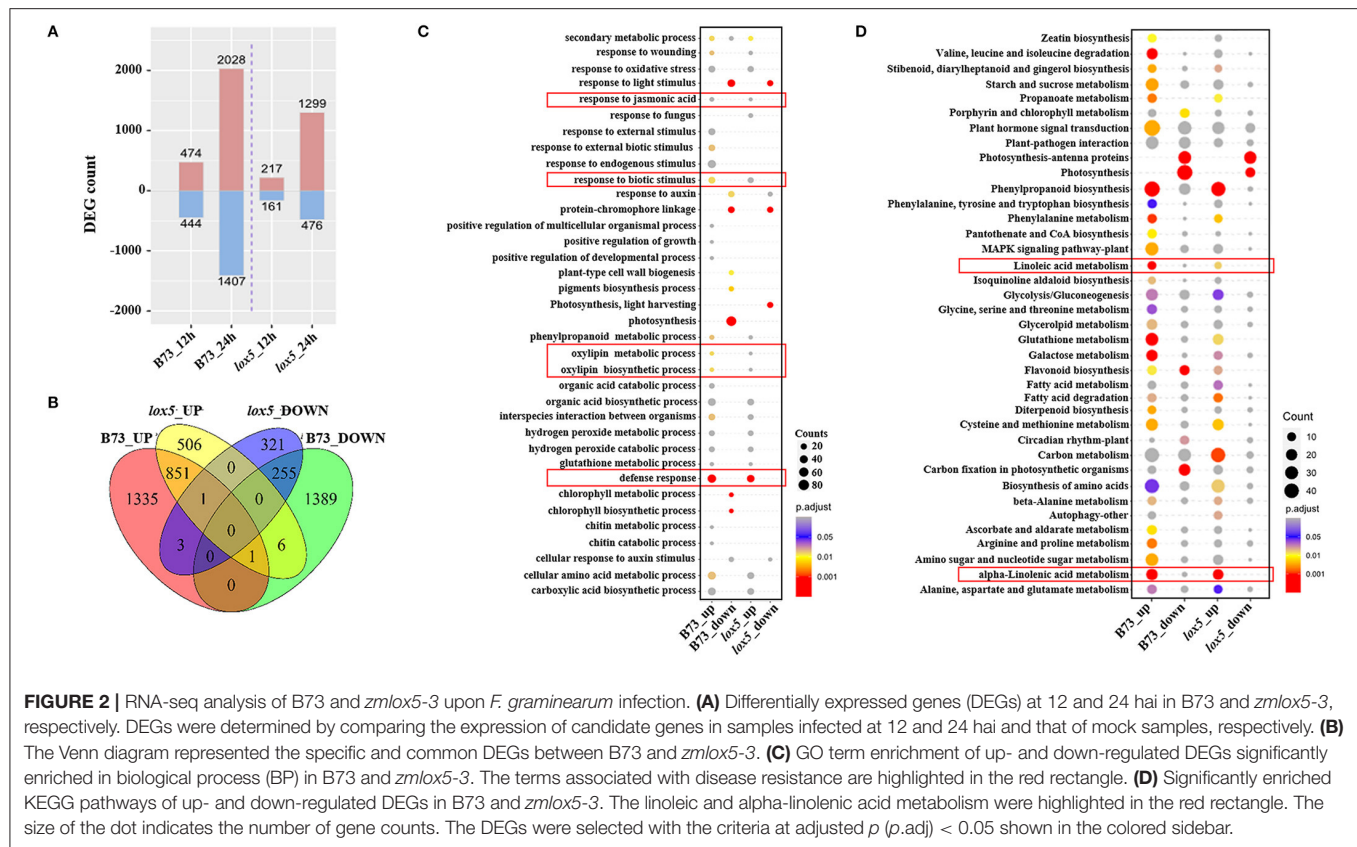 A
DEG count
2000
1000
0
-1000
-2000
474
444
2028
1407
217
161
1299
476
B73_12h
B73_24h
lox5_12h
lox5_24h
B
lox5_UP
lox5_DOWN
B73_UP
B73_DOWN
506
321
0
851
255
1335
1
0
1389
0
3
0
1
6
0
C
secondary metabolic process
response to wounding
response to oxidative stress
response to light stimulus
response to jasmonic acid
response to fungus
response to external stimulus
response to external biotic stimulus
response to endogenous stimulus
response to biotic stimulus
response to auxin
protein-chromophore linkage
positive regulation of multicellular organismal process
positive regulation of growth
positive regulation of developmental process
plant-type cell wall biogenesis
pigments biosynthesis process
Photosynthesis, light harvesting
photosynthesis
phenylpropanoid metabolic process
oxylipin metabolic process
oxylipin biosynthetic process
organic acid catabolic process
organic acid biosynthetic process
interspecies interaction between organisms
hydrogen peroxide metabolic process
hydrogen peroxide catabolic process
glutathione metabolic process
defense response
chlorophyll metabolic process
chlorophyll biosynthetic process
chitin metabolic process
chitin catabolic process
cellular response to auxin stimulus
cellular amino acid metabolic process
carboxylic acid biosynthetic process
B73_up
B73_down
lox5_up
lox5_down
Counts
20
40
60
80
p.adjust
0.05
0.01
0.001
D
Zeatin biosynthesis
Valine, leucine and isoleucine degradation
Stibenoid, diarylheptanoid and gingerol biosynthesis
Starch and sucrose metabolism
Propanoate metabolism
Porphyrin and chlorophyll metabolism
Plant hormone signal transduction
Plant-pathogen interaction
Photosynthesis-antenna proteins
Photosynthesis
Phenylpropanoid biosynthesis
Phenylalanine, tyrosine and tryptophan biosynthesis
Phenylalanine metabolism
Pantothenate and CoA biosynthesis
MAPK signaling pathway-plant
Linoleic acid metabolism
Isoquinoline aldaloid biosynthesis
Glycolysis/Gluconeogenesis
Glycine, serine and threonine metabolism
Glycerolpid metabolism
Glutathione metabolism
Galactose metabolism
Flavonoid biosynthesis
Fatty acid metabolism
Fatty acid degradation
Diterpenoid biosynthesis
Cysteine and methionine metabolism
Circadian rhythm-plant
Carbon metabolism
Carbon fixation in photosynthetic organisms
Biosynthesis of amino acids
beta-Alanine metabolism
Autophagy-other
Ascorbate and aldarate metabolism
Arginine and proline metabolism
Amino sugar and nucleotide sugar metabolism
alpha-Linolenic acid metabolism
Alanine, aspartate and glutamate metabolism
B73_up
B73_down
lox5_up
lox5_down
Count
10
20
30
40
p.adjust
0.05
0.01
0.001
FIGURE 2 | RNA-seq analysis of B73 and zmlox5-3 upon F. graminearum infection. (A) Differentially expressed genes (DEGs) at 12 and 24 hai in B73 and zmlox5-3,
respectively. DEGs were determined by comparing the expression of candidate genes in samples infected at 12 and 24 hai and that of mock samples, respectively. (B)
The Venn diagram represented the specific and common DEGs between B73 and zmlox5-3. (C) GO term enrichment of up- and down-regulated DEGs significantly
enriched in biological process (BP) in B73 and zmlox5-3. The terms associated with disease resistance are highlighted in the red rectangle. (D) Significantly enriched
KEGG pathways of up- and down-regulated DEGs in B73 and zmlox5-3. The linoleic and alpha-linolenic acid metabolism were highlighted in the red rectangle. The
size of the dot indicates the number of gene counts. The DEGs were selected with the criteria at adjusted p (p.adj) < 0.05 shown in the colored sidebar.